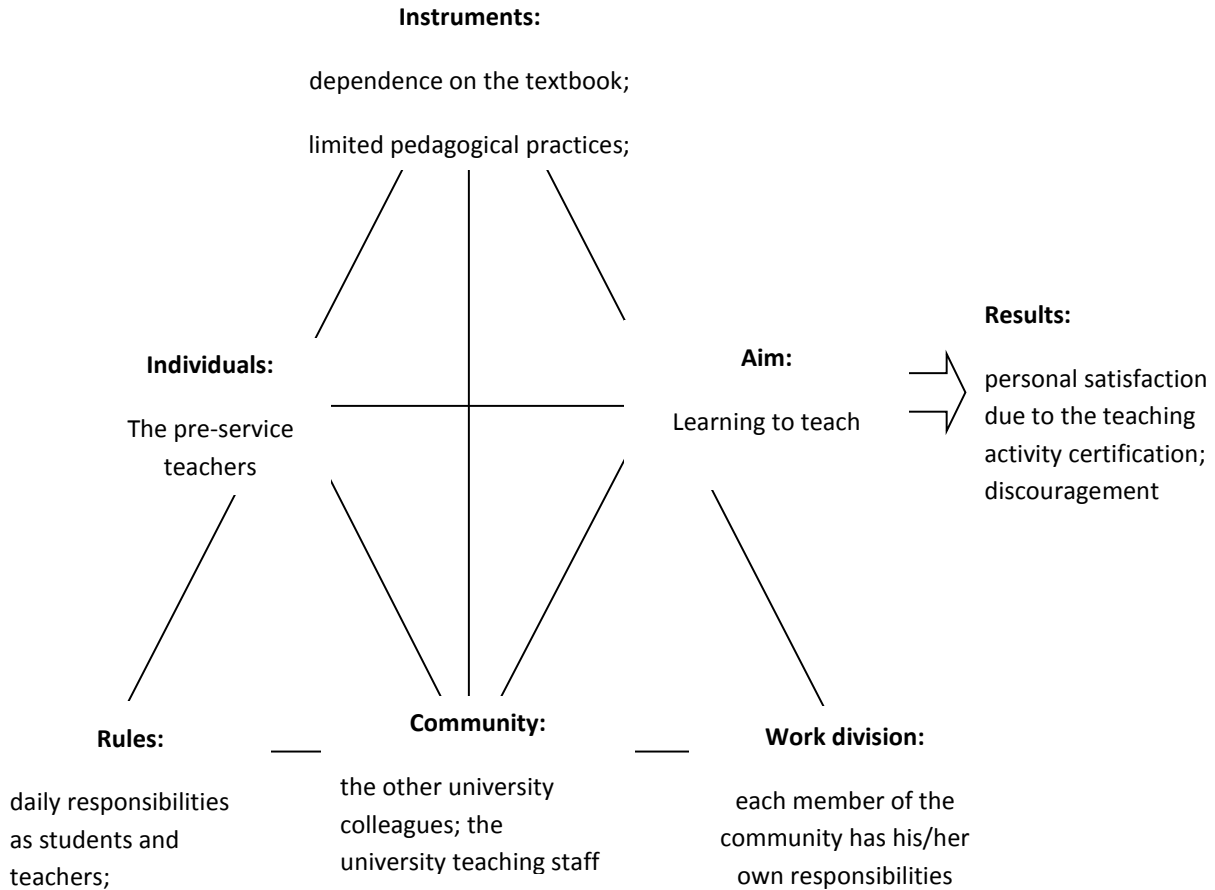 Instruments:
dependence on the textbook;
limited pedagogical practices;
Individuals:
The pre-service
teachers
Aim:
Learning to teach
Results:
personal satisfaction
due to the teaching
activity certification;
discouragement
Rules:
daily responsibilities
as students and
teachers;
Community:
the other university
colleagues; the
university teaching staff
Work division:
each member of the
community has his/her
own responsibilities